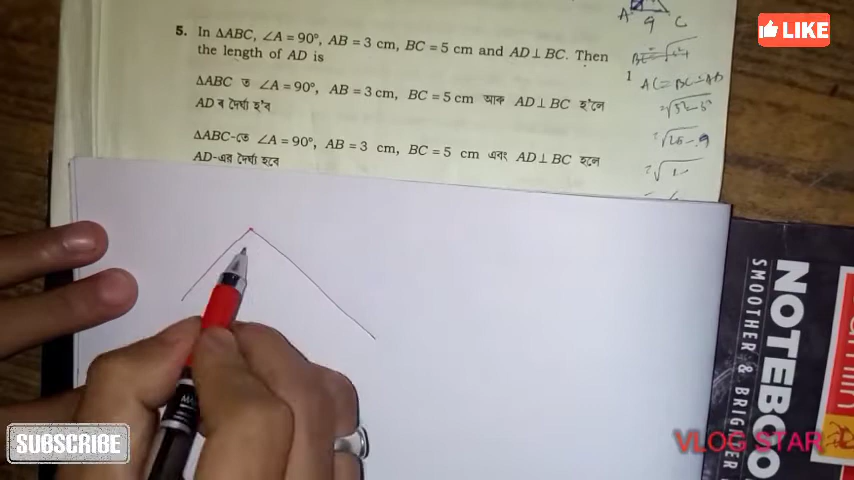 5. In ΔABC, ∠A = 90°, AB = 3 cm, BC = 5 cm and AD ⊥ BC. Then
the length of AD is
ΔABC ত ∠A = 90°, AB = 3 cm, BC = 5 cm আৰু AD ⊥ BC হ'লে
AD ৰ দৈৰ্ঘ্য হ'ব
ΔABC-তে ∠A = 90°, AB = 3 cm, BC = 5 cm এবং AD ⊥ BC হলে
AD-এর দৈর্ঘ্য হবে
A 9 C
1
LIKE
NOTEBOO
SMOOTHER &
SUBSCRIBE
VLOG STAR